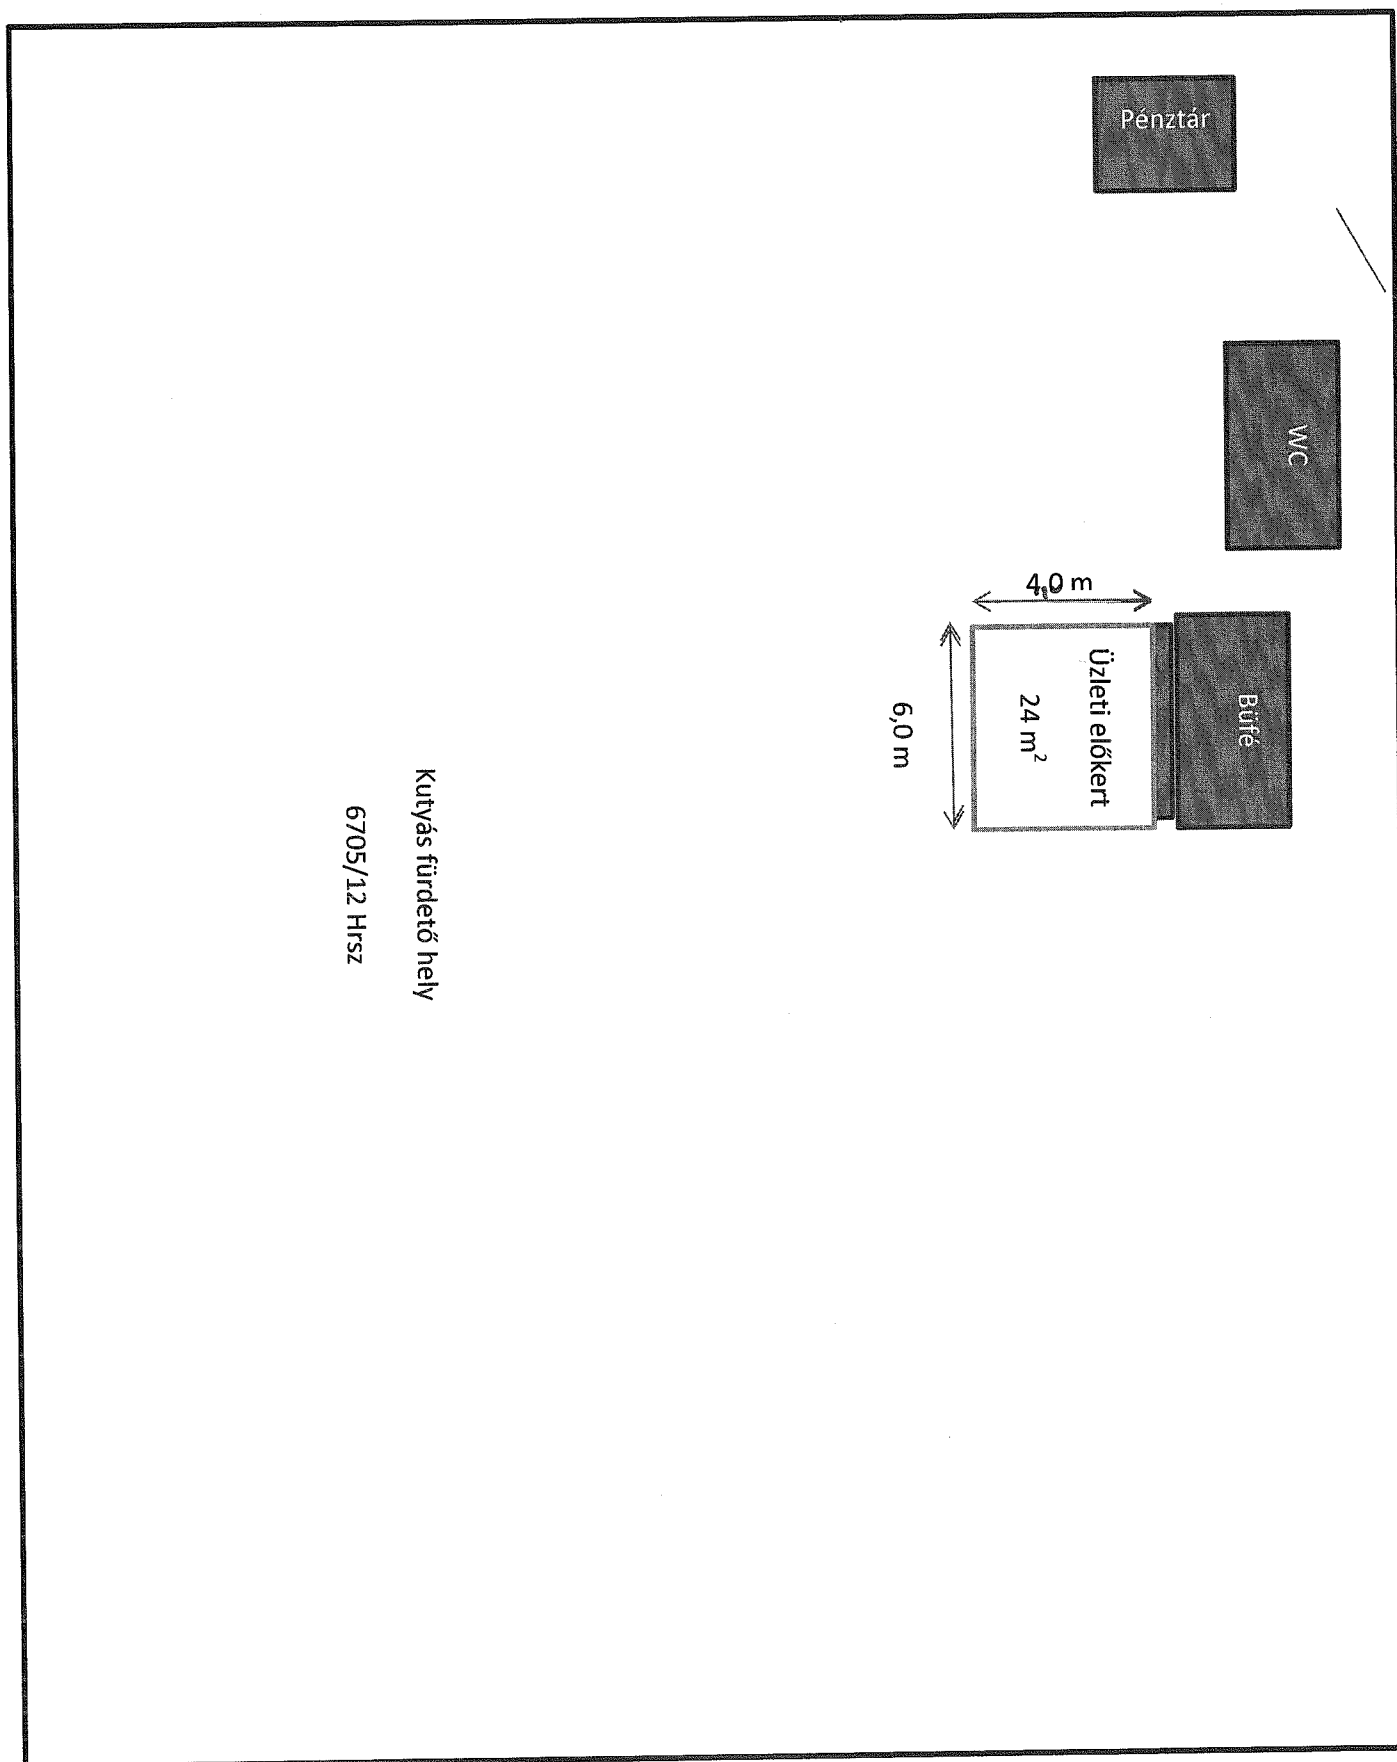 Pénztár
WC
Büfé
4,0 m
Üzleti előkert
24 m²
6,0 m
Kutyás fürdető hely
6705/12 Hrsz